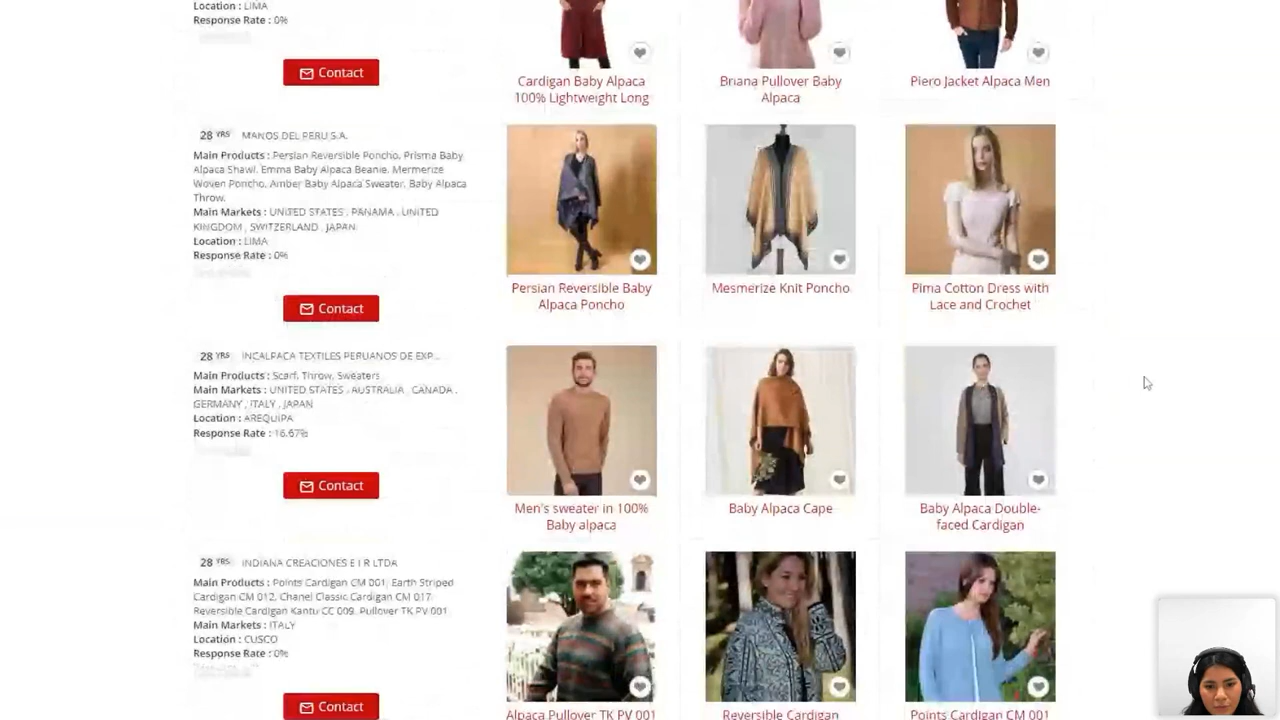 Location : LIMA
Response Rate : 0%
Contact
Cardigan Baby Alpaca
100% Lightweight Long
Briana Pullover Baby
Alpaca
Piero Jacket Alpaca Men
28 YRS MANOS DEL PERU S.A.
Main Products : Persian Reversible Poncho, Prisma Baby
Alpaca Shawl, Emma Baby Alpaca Beanie, Mermerize
Woven Poncho, Amber Baby Alpaca Sweater, Baby Alpaca
Throw,
Main Markets : UNITED STATES , PANAMA , UNITED
KINGDOM , SWITZERLAND , JAPAN
Location : LIMA
Response Rate : 0%
Contact
Persian Reversible Baby
Alpaca Poncho
Mesmerize Knit Poncho
Pima Cotton Dress with
Lace and Crochet
28 YRS INCALPACA TEXTILES PERUANOS DE EXP...
Main Products : Scarf, Throw, Sweaters
Main Markets : UNITED STATES , AUSTRALIA , CANADA ,
GERMANY , ITALY , JAPAN
Location : AREQUIPA
Response Rate : 16.67%
Contact
Men's sweater in 100%
Baby alpaca
Baby Alpaca Cape
Baby Alpaca Double-
faced Cardigan
28 YRS INDIANA CREACIONES E I R LTDA
Main Products : Points Cardigan CM 001, Earth Striped
Cardigan CM 012, Chanel Classic Cardigan CM 017,
Reversible Cardigan Kantu CC 009, Pullover TK PV 001
Main Markets : ITALY
Location : CUSCO
Response Rate : 0%
Contact
Alpaca Pullover TK PV 001
Reversible Cardigan
Points Cardigan CM 001